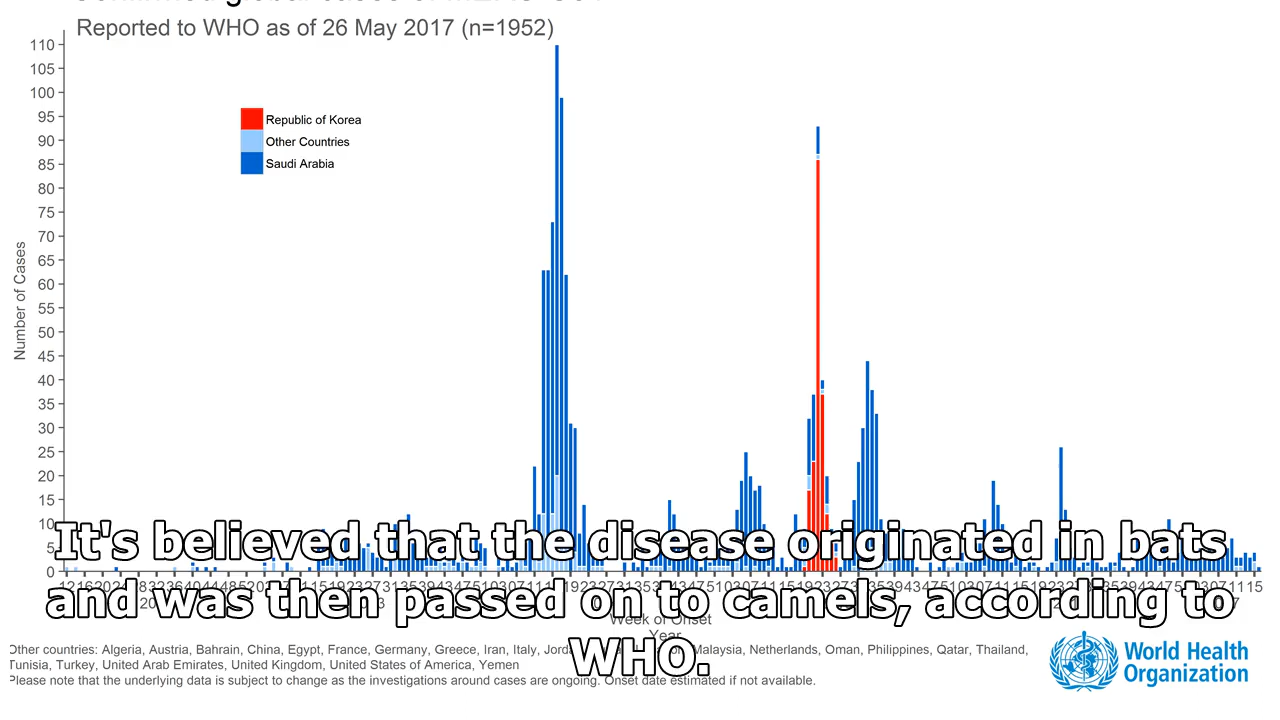 Reported to WHO as of 26 May 2017 (n=1952)
110
105
100
95
90
85
80
75
70
65
60
55
50
45
40
35
30
25
20
15
10
5
0
Number of Cases
Republic of Korea
Other Countries
Saudi Arabia
It's believed that the disease originated in bats
and was then passed on to camels, according to
WHO.
Week of Onset
Year
Other countries: Algeria, Austria, Bahrain, China, Egypt, France, Germany, Greece, Iran, Italy, Malaysia, Netherlands, Oman, Philippines, Qatar, Thailand,
Tunisia, Turkey, United Arab Emirates, United Kingdom, United States of America, Yemen
Please note that the underlying data is subject to change as the investigations around cases are ongoing. Onset date estimated if not available.
World Health
Organization